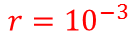 r = 10⁻³